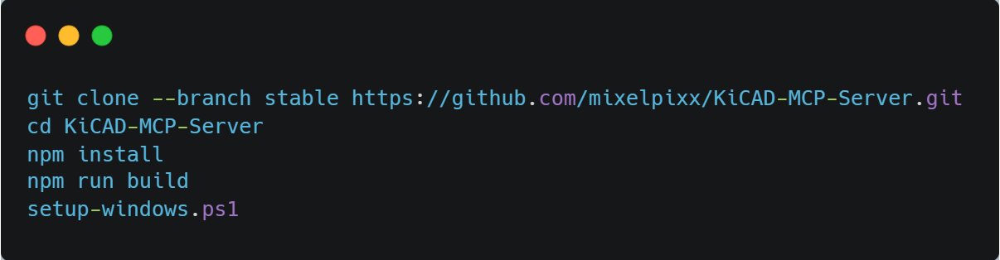 git clone --branch stable https://github.com/mixelpixx/KiCAD-MCP-Server.git
cd KiCAD-MCP-Server
npm install
npm run build
setup-windows.ps1